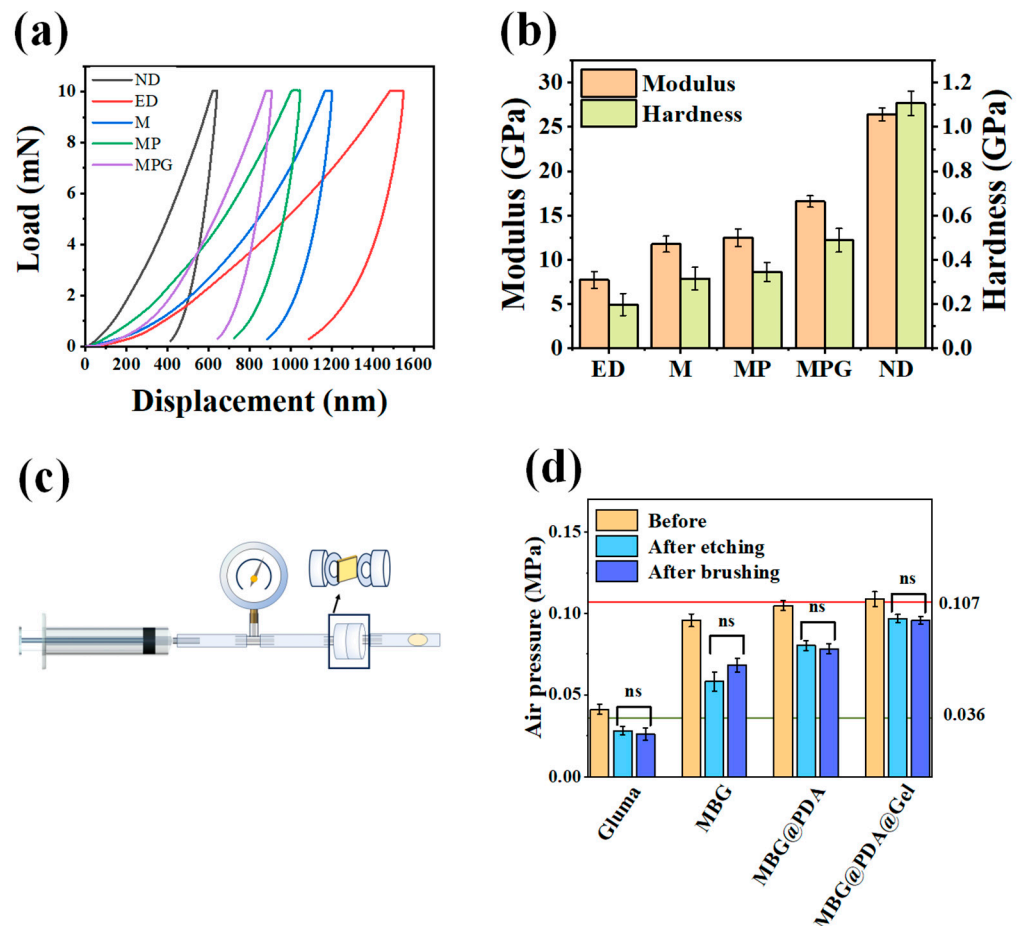 (a)
ND
ED
M
MP
MPG
10
8
6
4
2
0
Load (mN)
0 200 400 600 800 1000 1200 1400 1600
Displacement (nm)
(b)
Modulus
Hardness
30
25
20
15
10
5
0
Modulus (GPa)
1.2
1.0
0.8
0.6
0.4
0.2
0.0
Hardness (GPa)
ED M MP MPG ND
(c)
(d)
Before
After etching
After brushing
0.15
0.10
0.05
0.00
Air pressure (MPa)
ns
ns
ns
ns
0.107
0.036
Gluma
MBG
MBG@PDA
MBG@PDA@Gel